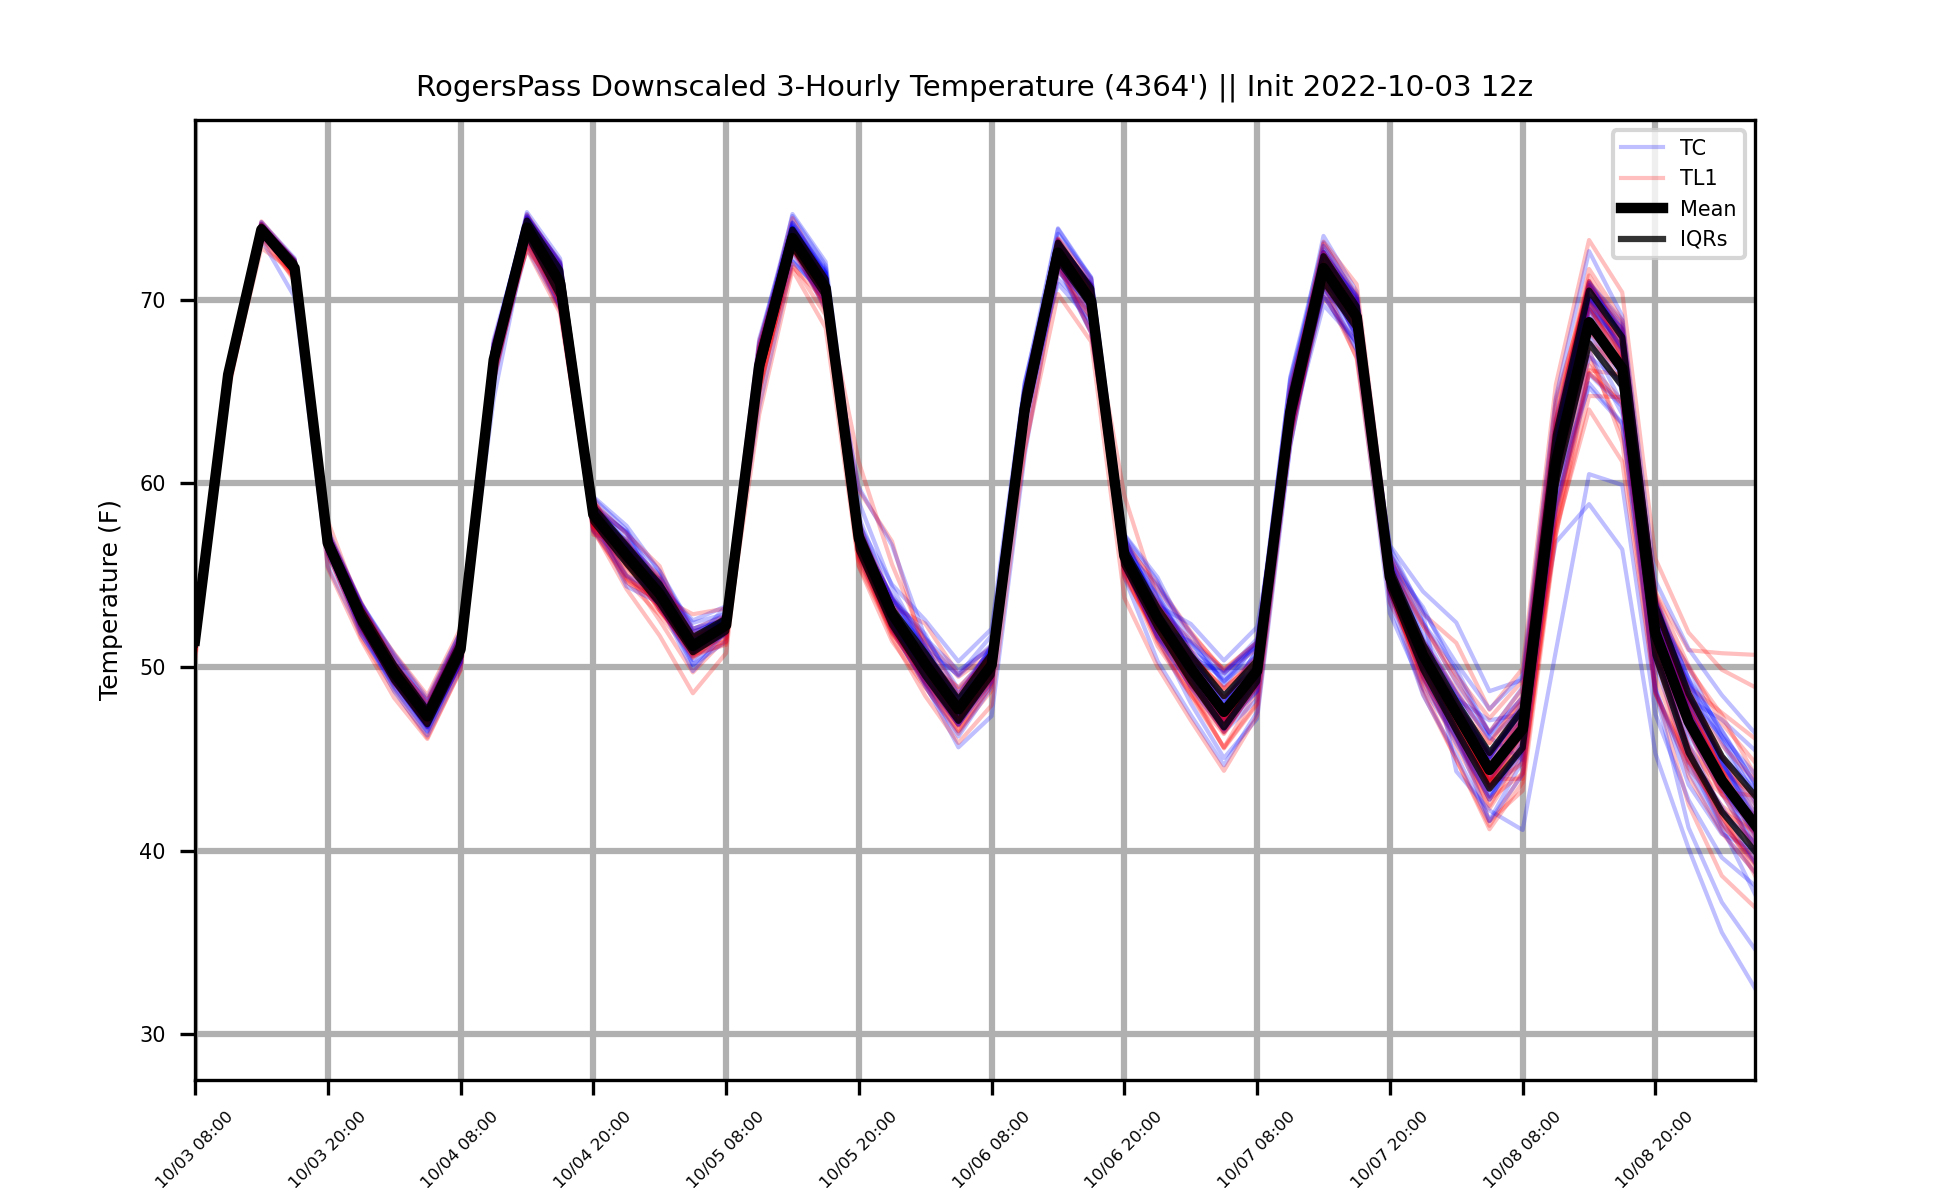 RogersPass Downscaled 3-Hourly Temperature (4364') || Init 2022-10-03 12z
TC
TL1
Mean
IQRs
Temperature (F)
70
60
50
40
30
10/03 08:00
10/03 20:00
10/04 08:00
10/04 20:00
10/05 08:00
10/05 20:00
10/06 08:00
10/06 20:00
10/07 08:00
10/07 20:00
10/08 08:00
10/08 20:00